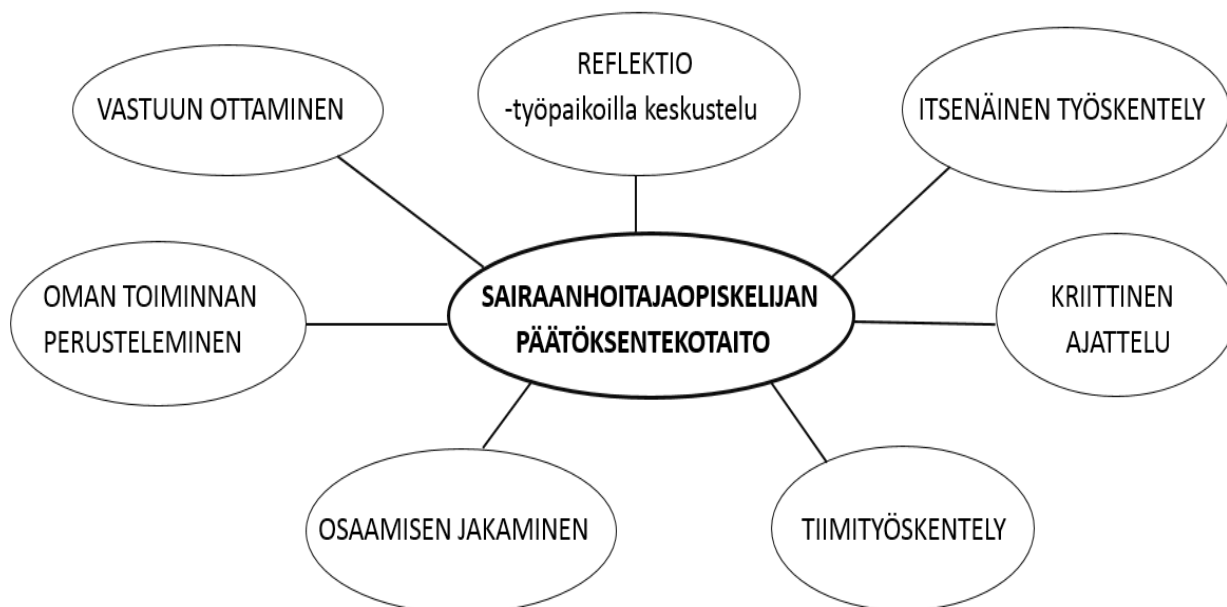 VASTUUN OTTAMINEN
REFLEKTIO
-työpaikoilla keskustelu
ITSENÄINEN TYÖSKENTELY
OMAN TOIMINNAN
PERUSTELEMINEN
SAIRAANHOITAJAOPISKELIJAN
PÄÄTÖKSENTEKOTAITO
KRIITTINEN
AJATTELU
OSAAMISEN JAKAMINEN
TIIMITYÖSKENTELY